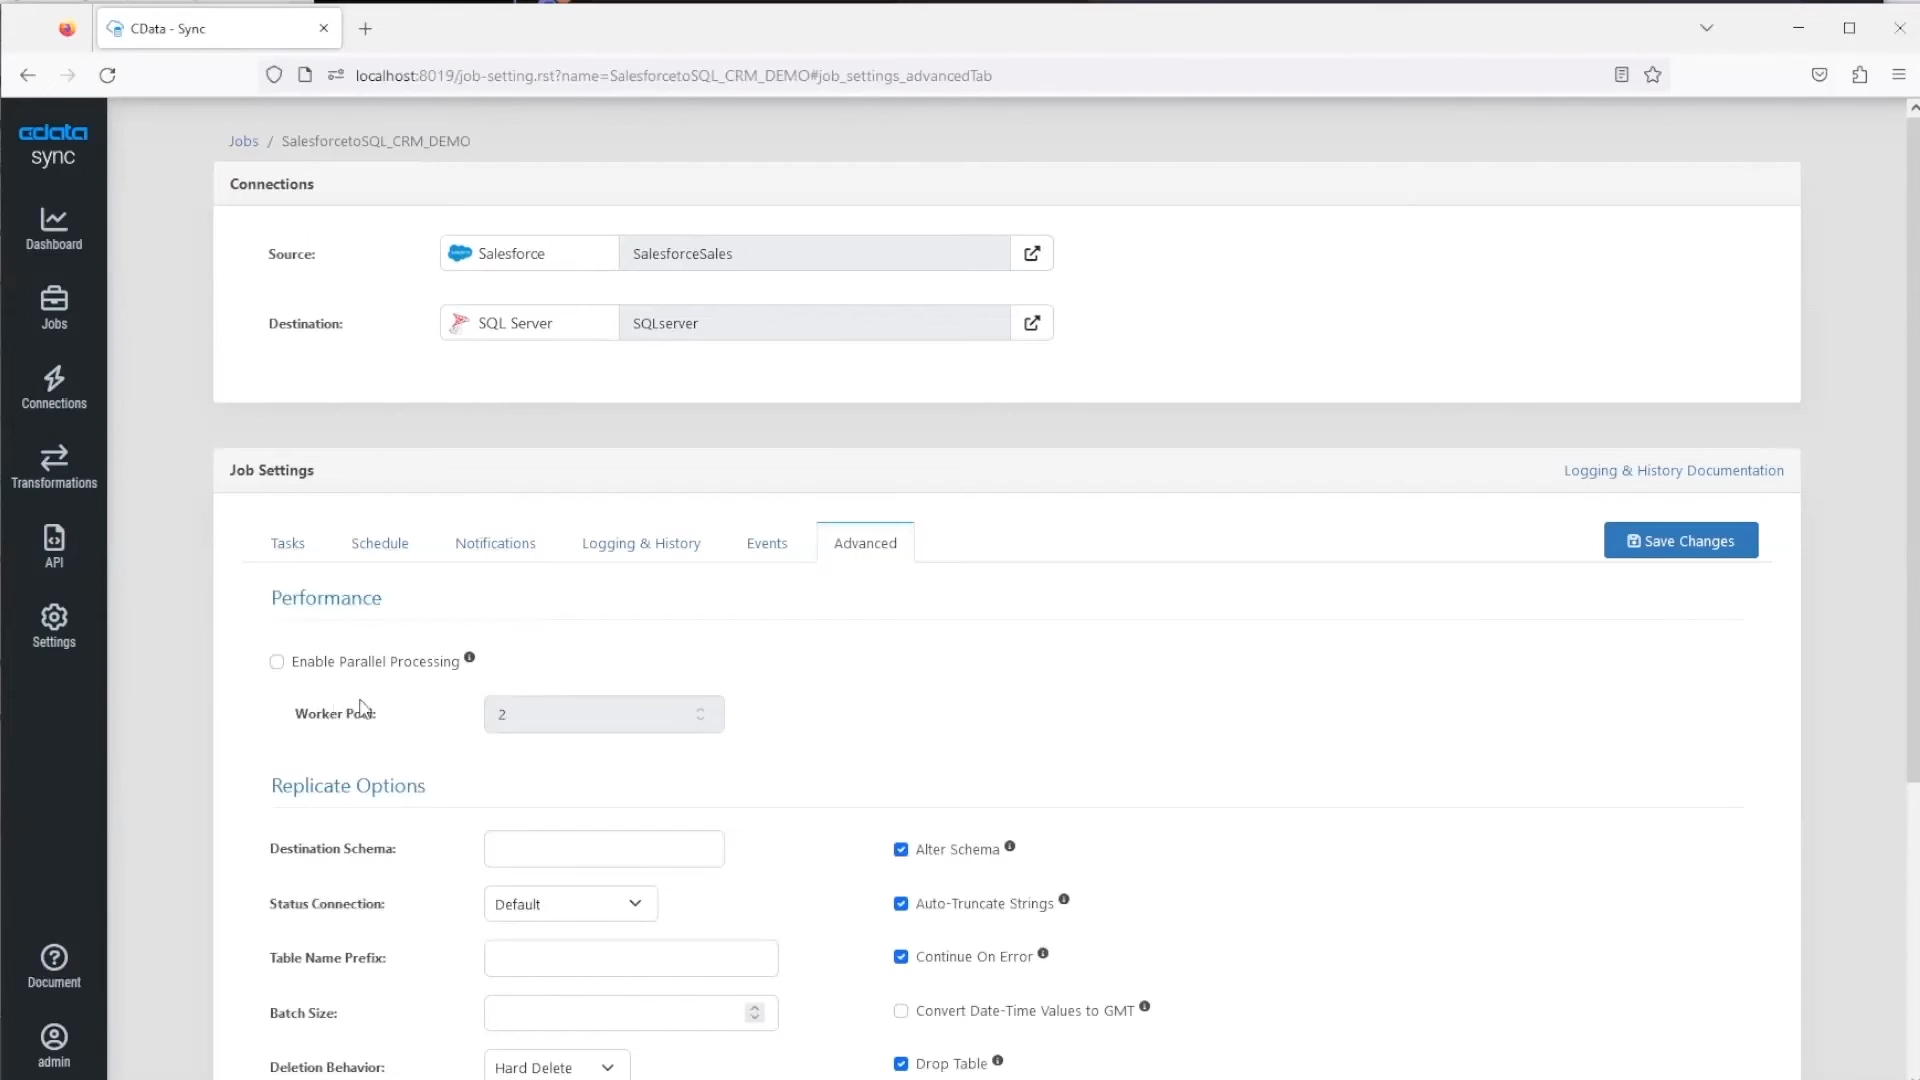 CData - Sync
localhost:8019/job-setting.rst?name=SalesforcetoSQL_CRM_DEMO#job_settings_advancedTab
cdata
sync
Dashboard
Jobs
Connections
Transformations
API
Settings
Document
admin
Jobs / SalesforcetoSQL_CRM_DEMO
Connections
Source: Salesforce SalesforceSales
Destination: SQL Server SQLserver
Job Settings Logging & History Documentation
Tasks Schedule Notifications Logging & History Events Advanced Save Changes
Performance
Enable Parallel Processing
Worker 2
Replicate Options
Destination Schema: Alter Schema
Status Connection: Default Auto-Truncate Strings
Table Name Prefix: Continue On Error
Batch Size: Convert Date-Time Values to GMT
Deletion Behavior: Hard Delete Drop Table